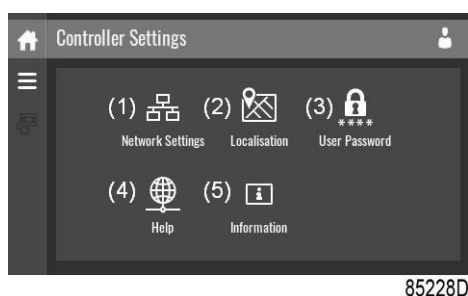 Controller Settings
(1) (2) (3)
****
Network Settings Localisation User Password
(4) (5)
i
Help Information
85228D